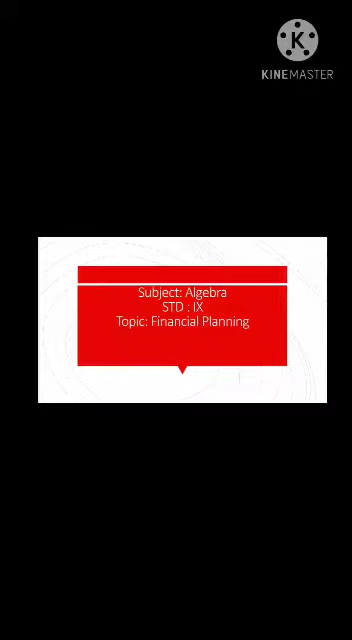 K
KINEMASTER
Subject: Algebra
STD : IX
Topic: Financial Planning